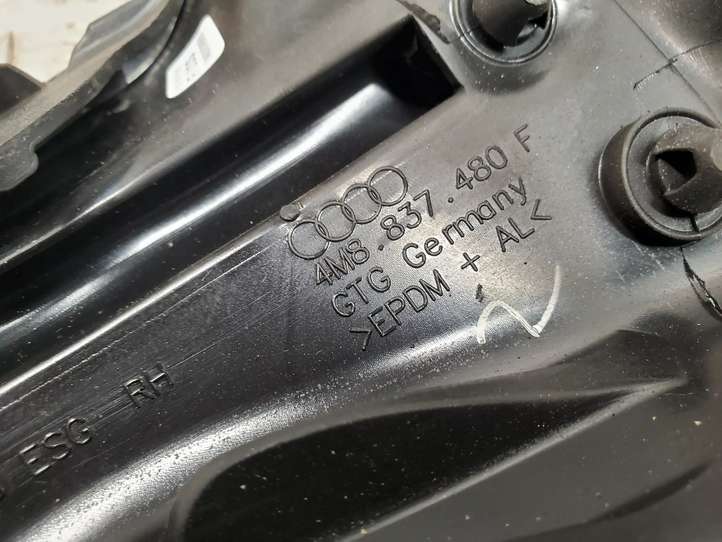 4M8.837.480 F
GTG Germany
>EPDM + AL<
ESG RH